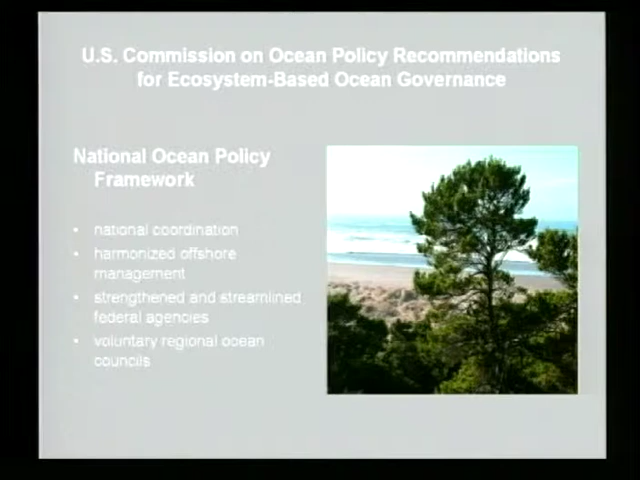 U.S. Commission on Ocean Policy Recommendations
for Ecosystem-Based Ocean Governance
National Ocean Policy
Framework
• national coordination
• harmonized offshore
management
• strengthened and streamlined
federal agencies
• voluntary regional ocean
councils